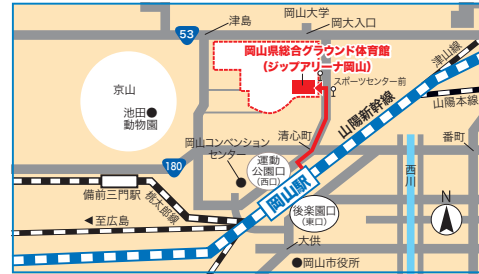 岡山大学
津島
岡大入口
53
岡山県総合グラウンド体育館
(ジップアリーナ岡山)
津山線
スポーツセンター前
京山
山陽新幹線
山陽本線
池田
動物園
清心町
番町
岡山コンベンション
センター
運動
公園口
(西口)
西川
180
備前三門駅
桃太郎線
岡山駅
N
後楽園口
(東口)
◀至広島
大供
岡山市役所